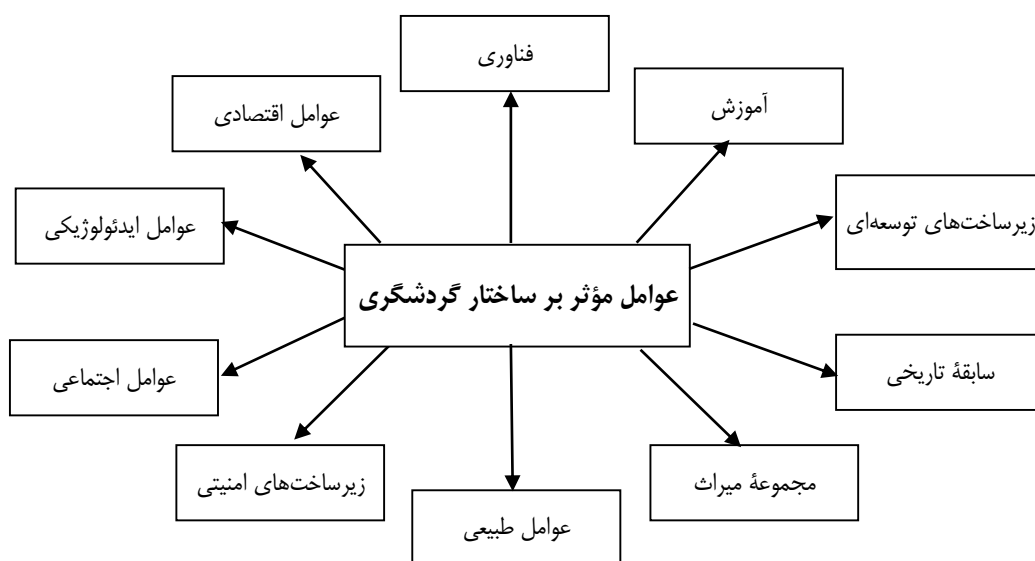 فناوری
آموزش
عوامل اقتصادی
زیرساخت‌های توسعه‌ای
عوامل ایدئولوژیکی
عوامل مؤثر بر ساختار گردشگری
سابقهٔ تاریخی
عوامل اجتماعی
مجموعهٔ میراث
زیرساخت‌های امنیتی
عوامل طبیعی